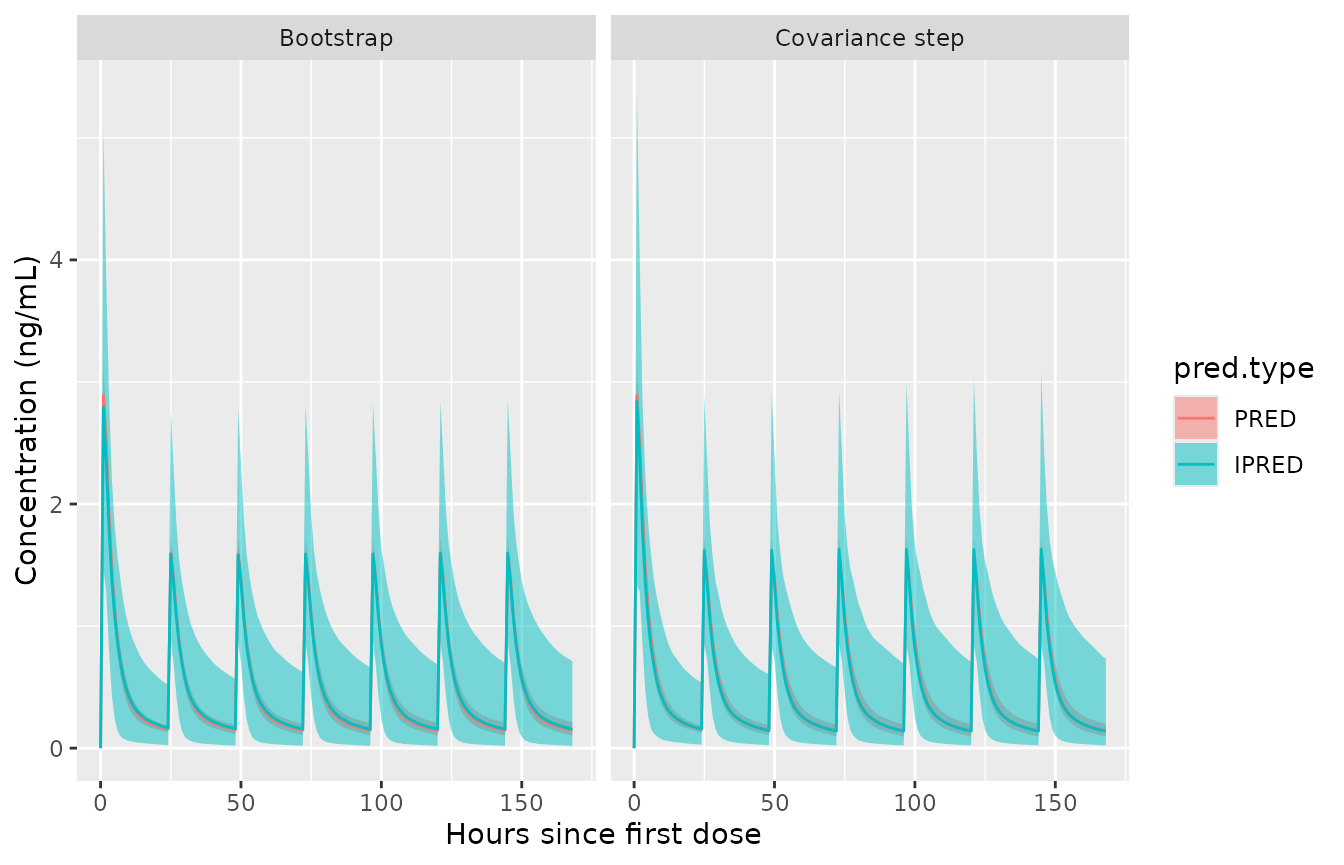 Bootstrap
Covariance step
Concentration (ng/mL)
4
2
0
0
50
100
150
0
50
100
150
Hours since first dose
pred.type
PRED
IPRED